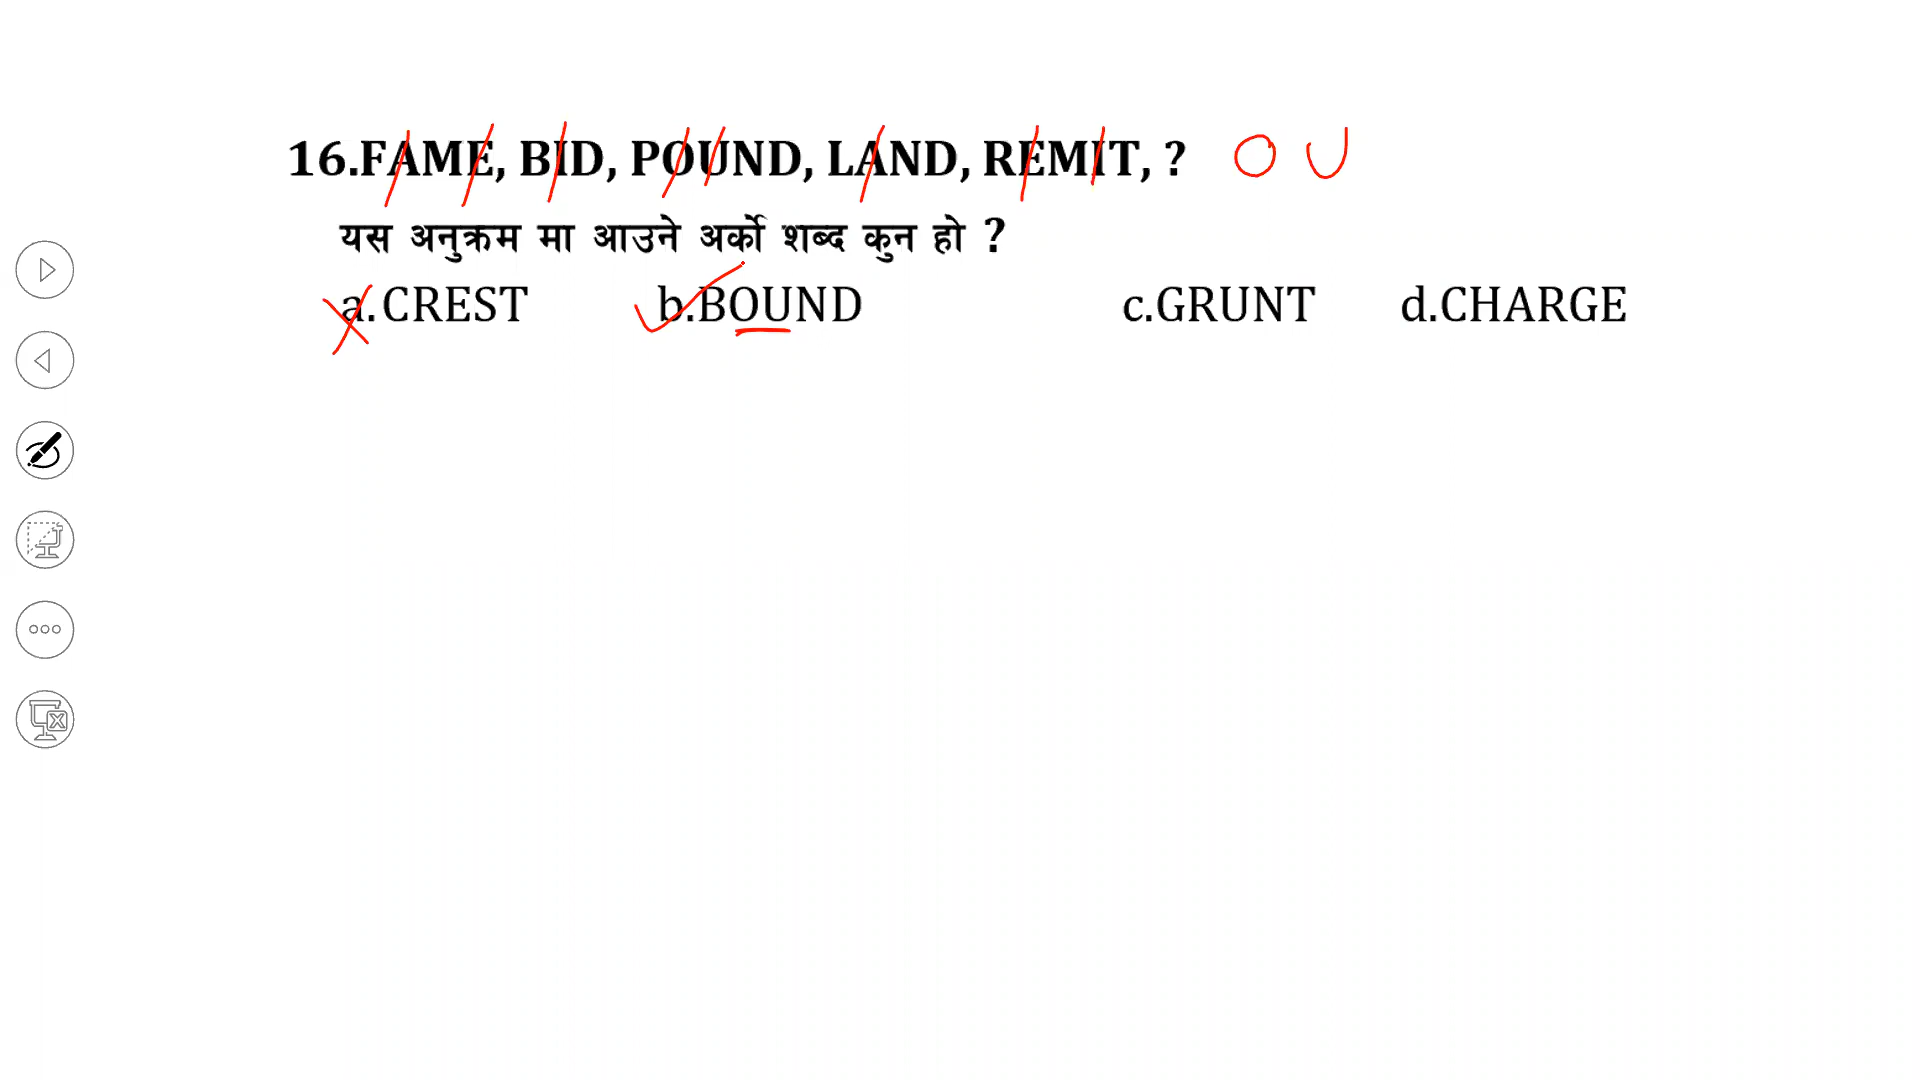 16.FAME, BID, POUND, LAND, REMIT, ? O U
यस अनुक्रम मा आउने अर्को शब्द कुन हो ?
a.CREST b.BOUND c.GRUNT d.CHARGE